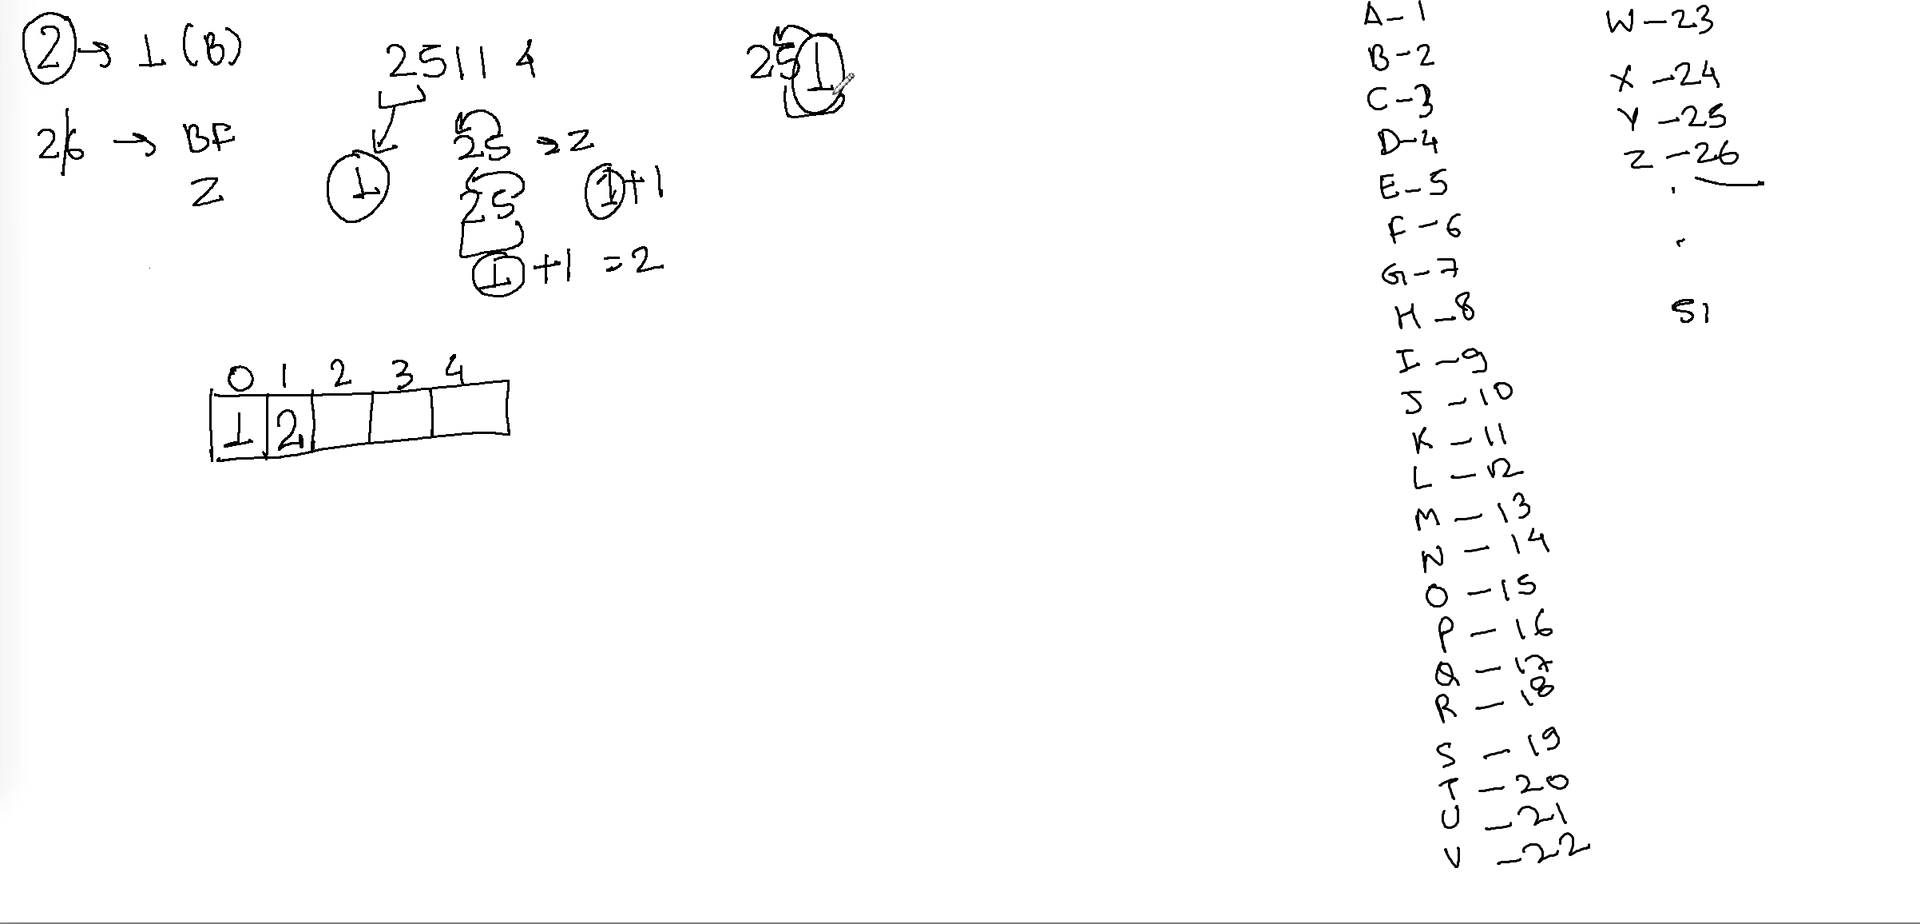 2 → 1 (B)
25114
251
26 → BF
Z
1
25 → Z
25
1+1
1+1 = 2
0 1 2 3 4
1 2
A-1
B-2
C-3
D-4
E-5
F-6
G-7
H-8
I-9
J-10
K-11
L-12
M-13
N-14
O-15
P-16
Q-17
R-18
S-19
T-20
U-21
V-22
W-23
X-24
Y-25
Z-26
51